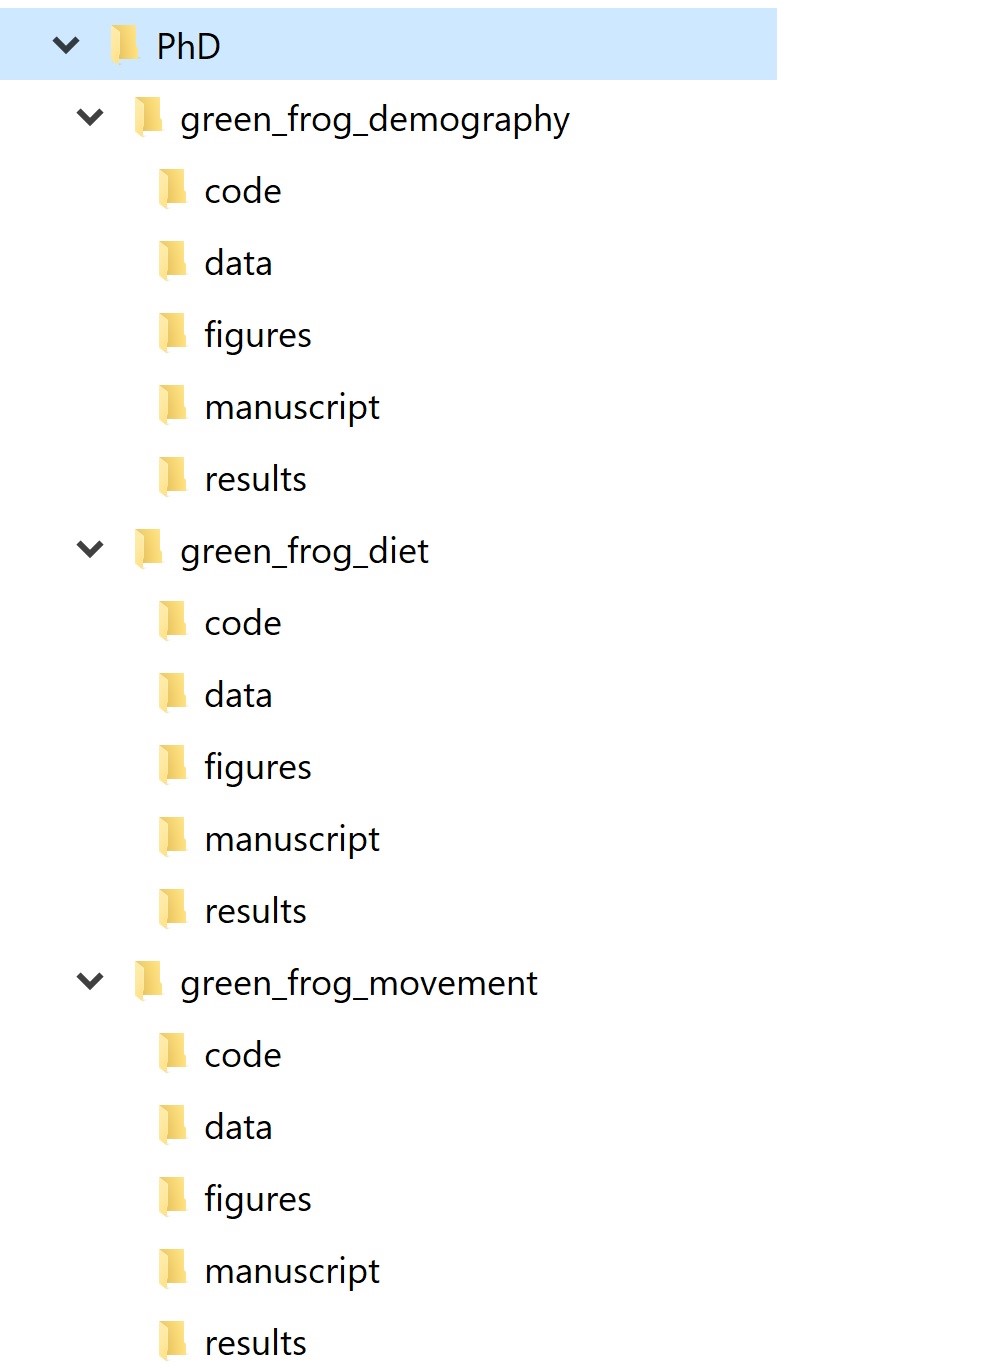 PhD
green_frog_demography
code
data
figures
manuscript
results
green_frog_diet
code
data
figures
manuscript
results
green_frog_movement
code
data
figures
manuscript
results